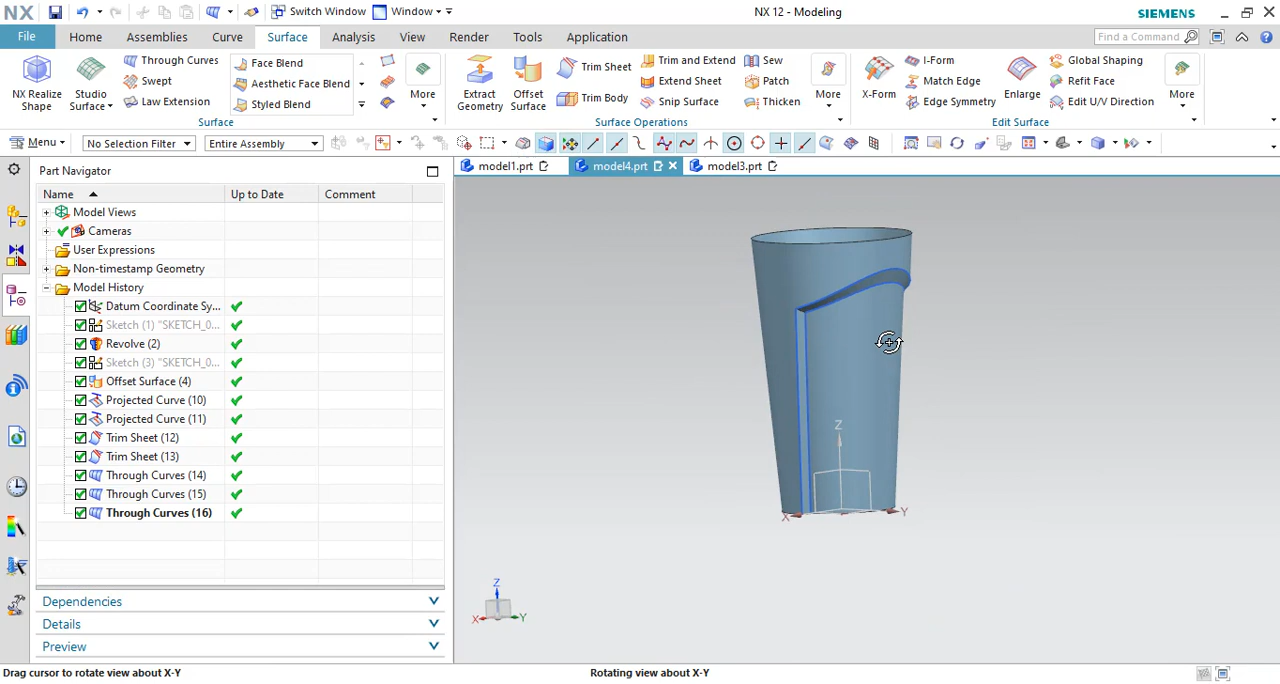 NX Switch Window Window NX 12 - Modeling SIEMENS
File Home Assemblies Curve Surface Analysis View Render Tools Application Find a Command
NX Realize Shape
Studio Surface
Through Curves
Swept
Law Extension
Face Blend
Aesthetic Face Blend
Styled Blend
More
Surface
Extract Geometry
Offset Surface
Trim Sheet
Trim Body
Trim and Extend
Extend Sheet
Snip Surface
Sew
Patch
Thicken
More
Surface Operations
X-Form
I-Form
Match Edge
Edge Symmetry
Enlarge
Global Shaping
Refit Face
Edit U/V Direction
More
Edit Surface
Menu No Selection Filter Entire Assembly
Part Navigator
model1.prt model4.prt model3.prt
Name Up to Date Comment
Model Views
Cameras
User Expressions
Non-timestamp Geometry
Model History
Datum Coordinate Sy...
Sketch (1) "SKETCH_0...
Revolve (2)
Sketch (3) "SKETCH_0...
Offset Surface (4)
Projected Curve (10)
Projected Curve (11)
Trim Sheet (12)
Trim Sheet (13)
Through Curves (14)
Through Curves (15)
Through Curves (16)
Z
X Y
Z
X Y
Dependencies
Details
Preview
Drag cursor to rotate view about X-Y Rotating view about X-Y